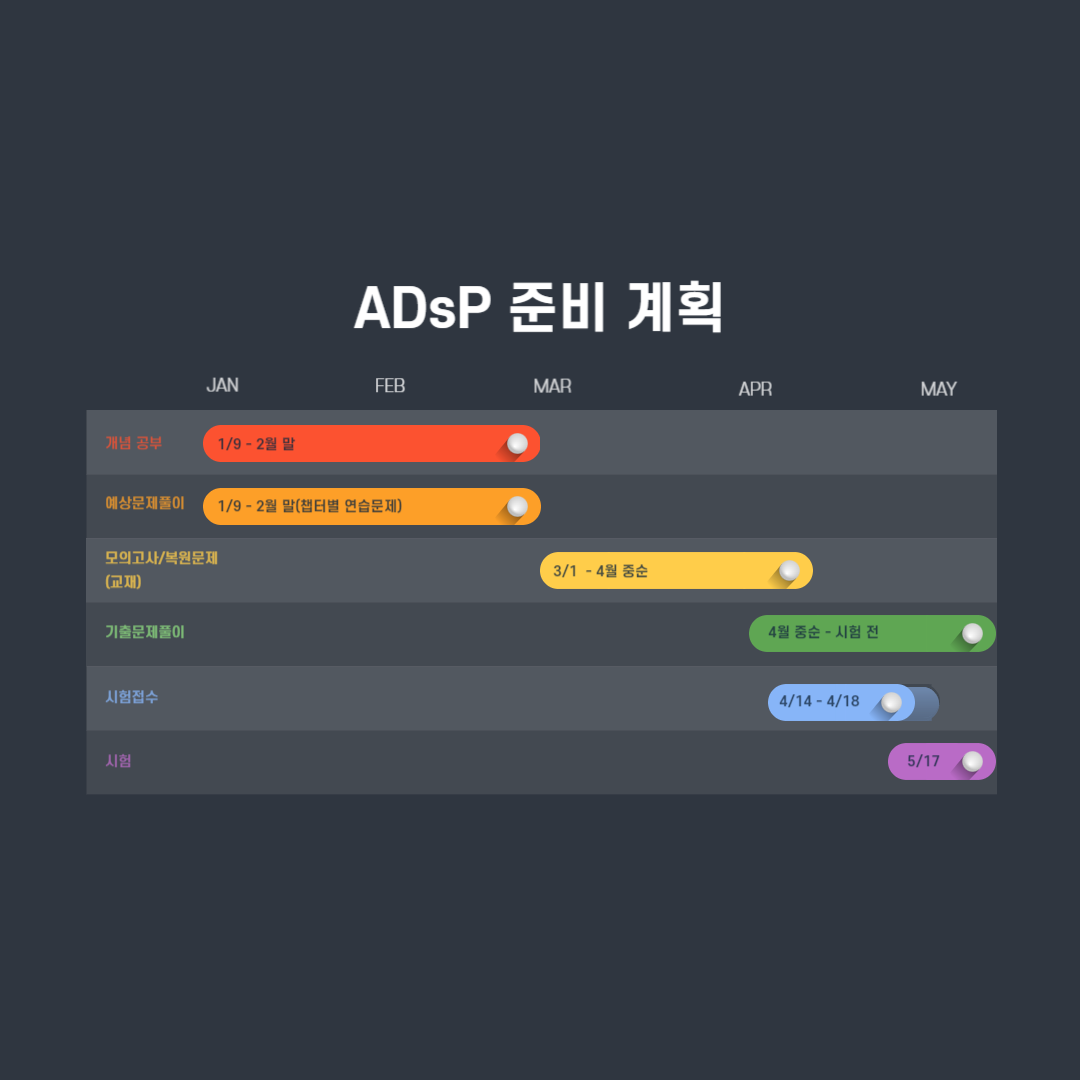 ADsP 준비 계획
JAN FEB MAR APR MAY
개념 공부 1/9 - 2월 말
예상문제풀이 1/9 - 2월 말(챕터별 연습문제)
모의고사/복원문제
(교재)
3/1 - 4월 중순
기출문제풀이 4월 중순 - 시험 전
시험접수 4/14 - 4/18
시험 5/17